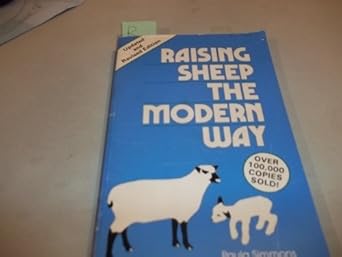 R
Updated
and
Revised Edition
RAISING
SHEEP
THE
MODERN
WAY
OVER
100,000
COPIES
SOLD!
Paula Simmons